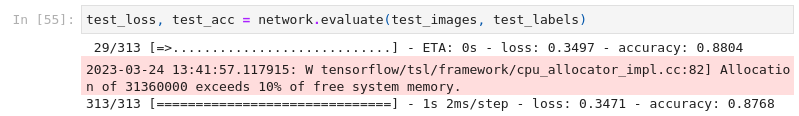 In [55]: test_loss, test_acc = network.evaluate(test_images, test_labels)
29/313 [=>............................] - ETA: 0s - loss: 0.3497 - accuracy: 0.8804
2023-03-24 13:41:57.117915: W tensorflow/tsl/framework/cpu_allocator_impl.cc:82] Allocatio
n of 31360000 exceeds 10% of free system memory.
313/313 [==============================] - 1s 2ms/step - loss: 0.3471 - accuracy: 0.8768